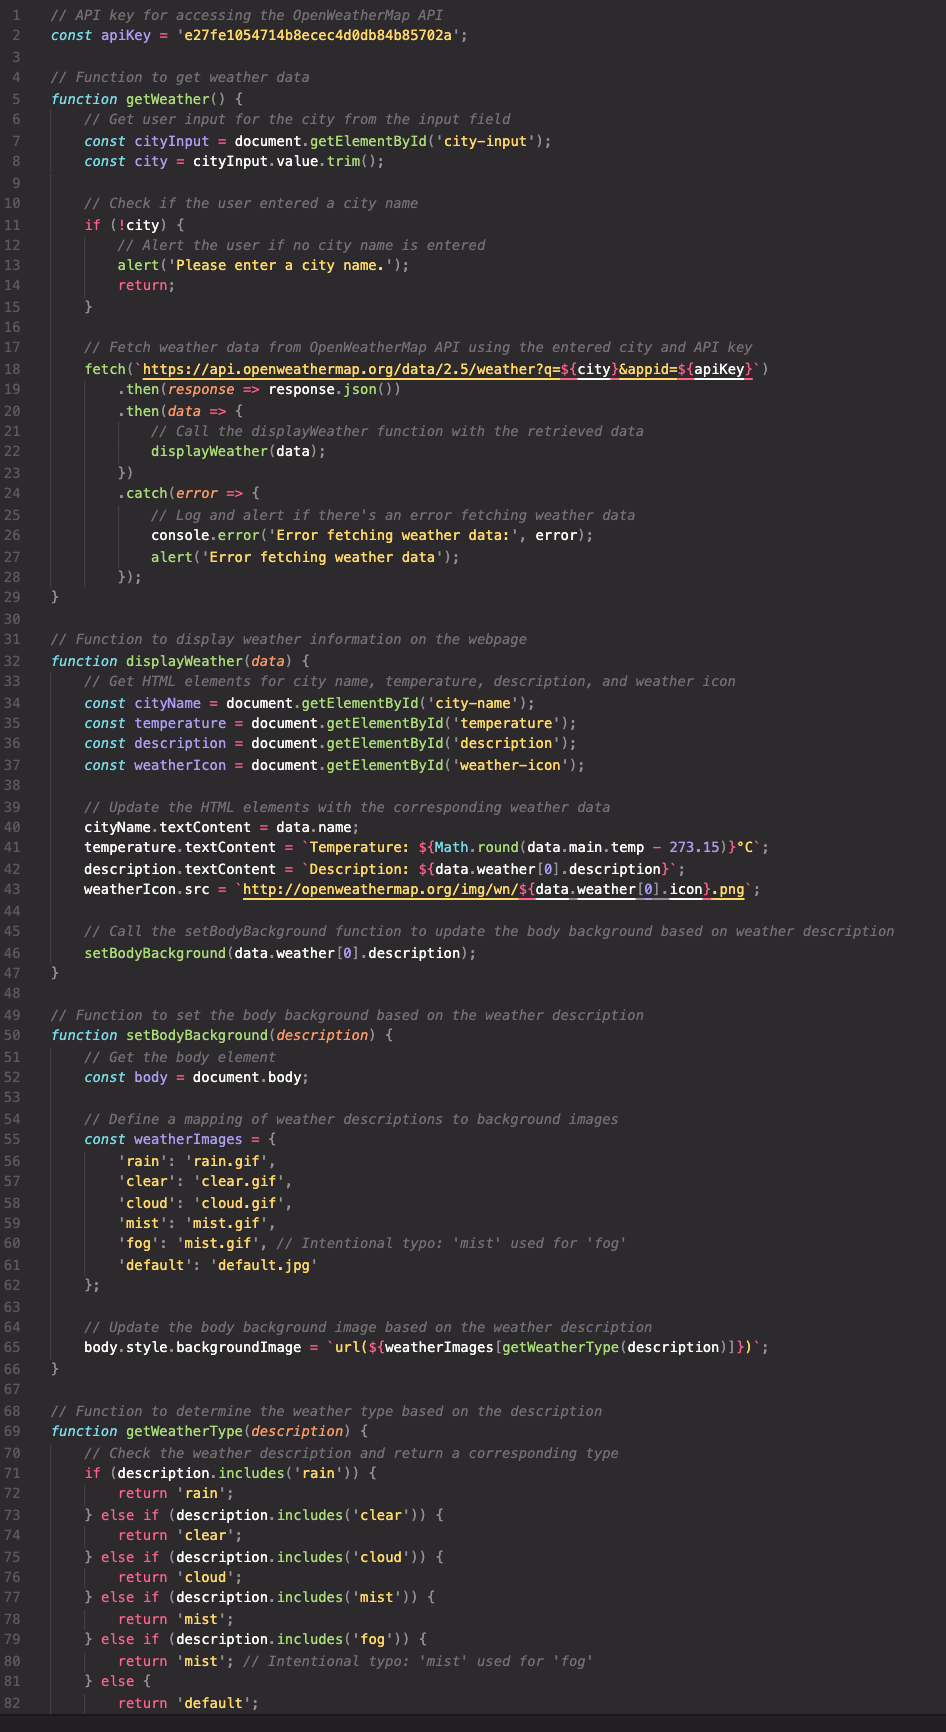 1 // API key for accessing the OpenWeatherMap API
2 const apiKey = 'e27fe1054714b8ecec4d0db84b85702a';
3
4 // Function to get weather data
5 function getWeather() {
6     // Get user input for the city from the input field
7     const cityInput = document.getElementById('city-input');
8     const city = cityInput.value.trim();
9
10     // Check if the user entered a city name
11     if (!city) {
12         // Alert the user if no city name is entered
13         alert('Please enter a city name.');
14         return;
15     }
16
17     // Fetch weather data from OpenWeatherMap API using the entered city and API key
18     fetch(`https://api.openweathermap.org/data/2.5/weather?q=${city}&appid=${apiKey}`)
19         .then(response => response.json())
20         .then(data => {
21             // Call the displayWeather function with the retrieved data
22             displayWeather(data);
23         })
24         .catch(error => {
25             // Log and alert if there's an error fetching weather data
26             console.error('Error fetching weather data:', error);
27             alert('Error fetching weather data');
28         });
29 }
30
31 // Function to display weather information on the webpage
32 function displayWeather(data) {
33     // Get HTML elements for city name, temperature, description, and weather icon
34     const cityName = document.getElementById('city-name');
35     const temperature = document.getElementById('temperature');
36     const description = document.getElementById('description');
37     const weatherIcon = document.getElementById('weather-icon');
38
39     // Update the HTML elements with the corresponding weather data
40     cityName.textContent = data.name;
41     temperature.textContent = `Temperature: ${Math.round(data.main.temp - 273.15)}°C`;
42     description.textContent = `Description: ${data.weather[0].description}`;
43     weatherIcon.src = `http://openweathermap.org/img/wn/${data.weather[0].icon}.png`;
44
45     // Call the setBodyBackground function to update the body background based on weather description
46     setBodyBackground(data.weather[0].description);
47 }
48
49 // Function to set the body background based on the weather description
50 function setBodyBackground(description) {
51     // Get the body element
52     const body = document.body;
53
54     // Define a mapping of weather descriptions to background images
55     const weatherImages = {
56         'rain': 'rain.gif',
57         'clear': 'clear.gif',
58         'cloud': 'cloud.gif',
59         'mist': 'mist.gif',
60         'fog': 'mist.gif', // Intentional typo: 'mist' used for 'fog'
61         'default': 'default.jpg'
62     };
63
64     // Update the body background image based on the weather description
65     body.style.backgroundImage = `url(${weatherImages[getWeatherType(description)]})`;
66 }
67
68 // Function to determine the weather type based on the description
69 function getWeatherType(description) {
70     // Check the weather description and return a corresponding type
71     if (description.includes('rain')) {
72         return 'rain';
73     } else if (description.includes('clear')) {
74         return 'clear';
75     } else if (description.includes('cloud')) {
76         return 'cloud';
77     } else if (description.includes('mist')) {
78         return 'mist';
79     } else if (description.includes('fog')) {
80         return 'mist'; // Intentional typo: 'mist' used for 'fog'
81     } else {
82         return 'default';